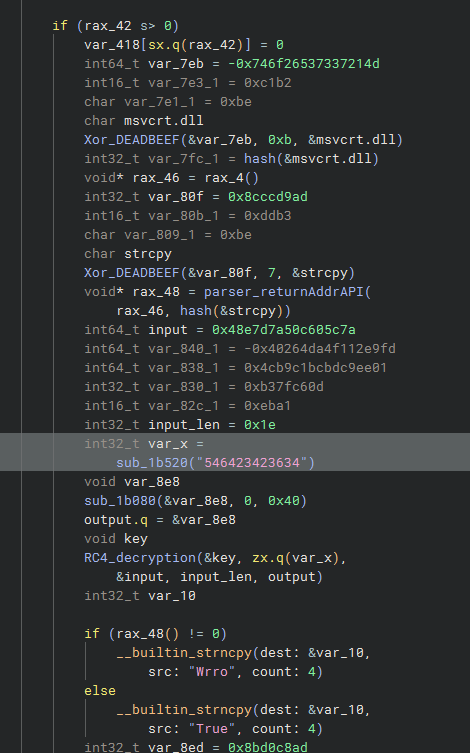 if (rax_42 s> 0)
var_418[sx.q(rax_42)] = 0
int64_t var_7eb = -0x746f26537337214d
int16_t var_7e3_1 = 0xc1b2
char var_7e1_1 = 0xbe
char msvcrt.dll
Xor_DEADBEEF(&var_7eb, 0xb, &msvcrt.dll)
int32_t var_7fc_1 = hash(&msvcrt.dll)
void* rax_46 = rax_4()
int32_t var_80f = 0x8cccd9ad
int16_t var_80b_1 = 0xddb3
char var_809_1 = 0xbe
char strcpy
Xor_DEADBEEF(&var_80f, 7, &strcpy)
void* rax_48 = parser_returnAddrAPI(
rax_46, hash(&strcpy))
int64_t input = 0x48e7d7a50c605c7a
int64_t var_840_1 = -0x40264da4f112e9fd
int64_t var_838_1 = 0x4cb9c1bcbdc9ee01
int32_t var_830_1 = 0xb37fc60d
int16_t var_82c_1 = 0xeba1
int32_t input_len = 0x1e
int32_t var_x =
sub_1b520("546423423634")
void var_8e8
sub_1b080(&var_8e8, 0, 0x40)
output.q = &var_8e8
void key
RC4_decryption(&key, zx.q(var_x),
&input, input_len, output)
int32_t var_10
if (rax_48() != 0)
__builtin_strncpy(dest: &var_10,
src: "Wrro", count: 4)
else
__builtin_strncpy(dest: &var_10,
src: "True", count: 4)
int32_t var_8ed = 0x8bd0c8ad